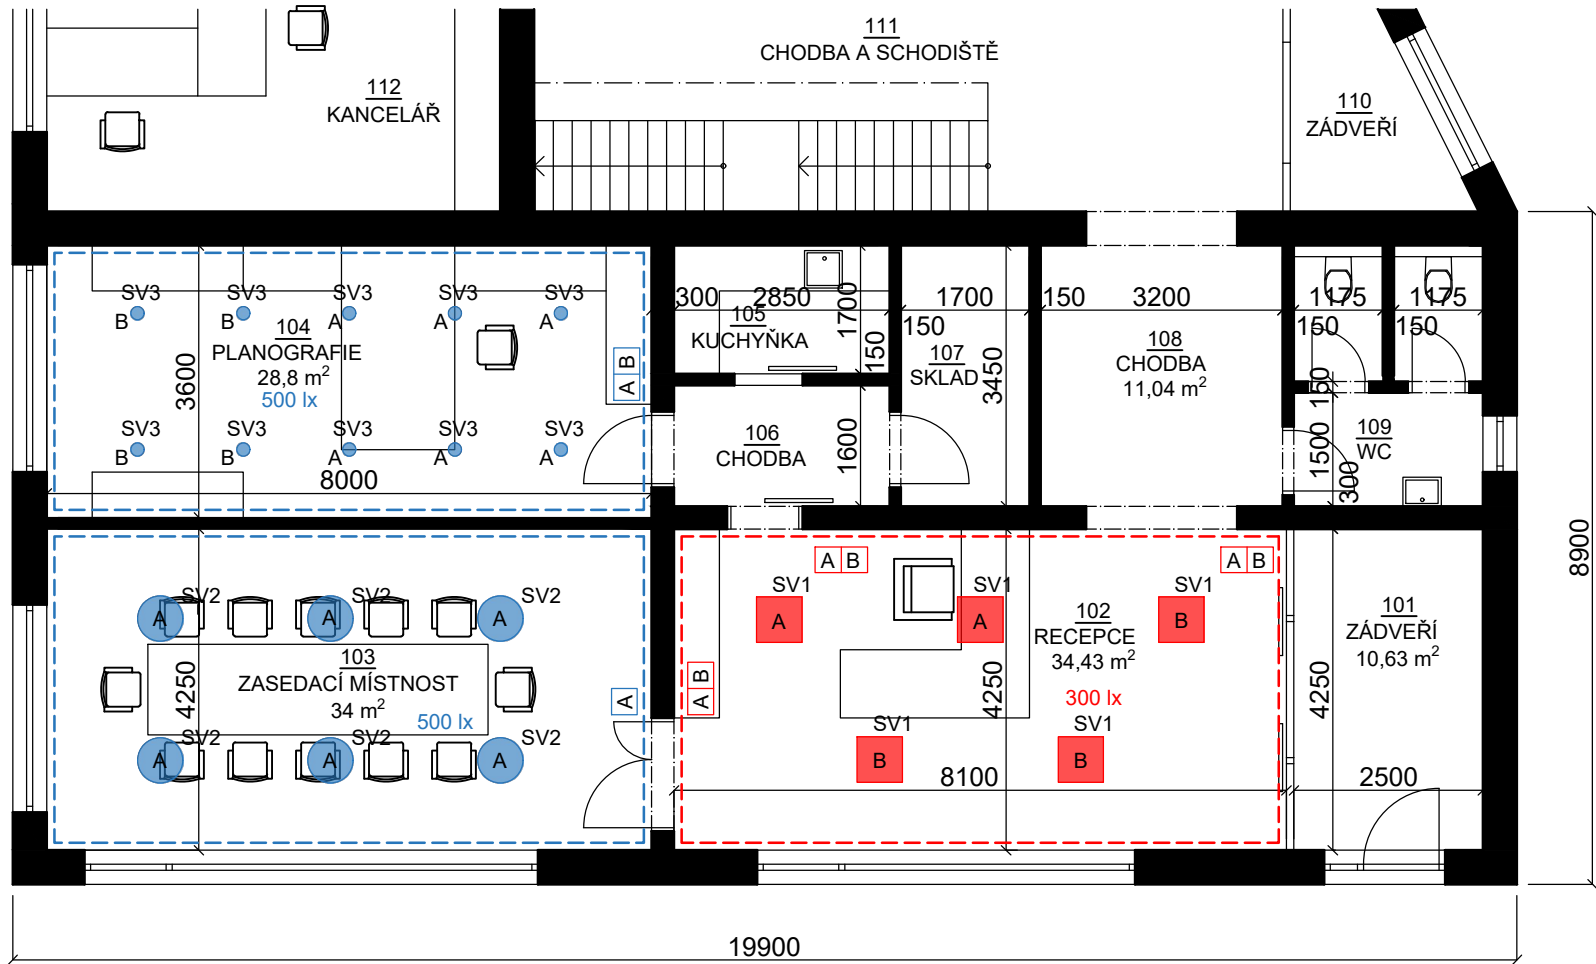 111
CHODBA A SCHODIŠTĚ
112
KANCELÁŘ
110
ZÁDVEŘÍ
SV3 SV3 SV3 SV3 SV3
B B A A A
104
PLANOGRAFIE
28,8 m²
500 lx
3600
B
A
SV3 SV3 SV3 SV3 SV3
B B A A A
8000
300 2850
1700
150
105
KUCHYŇKA
106
CHODBA
1600
1700
150
107
SKLAD
3450
150 3200
108
CHODBA
11,04 m²
1175 1175
150 150
150
1500
300
109
WC
8900
SV2 SV2 SV2
A A A
103
ZASEDACÍ MÍSTNOST
34 m²
500 lx
4250
A
SV2 SV2 SV2
A A A
A B
A B
B
A
SV1 SV1 SV1
A A B
102
RECEPCE
34,43 m²
300 lx
4250
SV1 SV1
B B
8100
101
ZÁDVEŘÍ
10,63 m²
4250
2500
19900